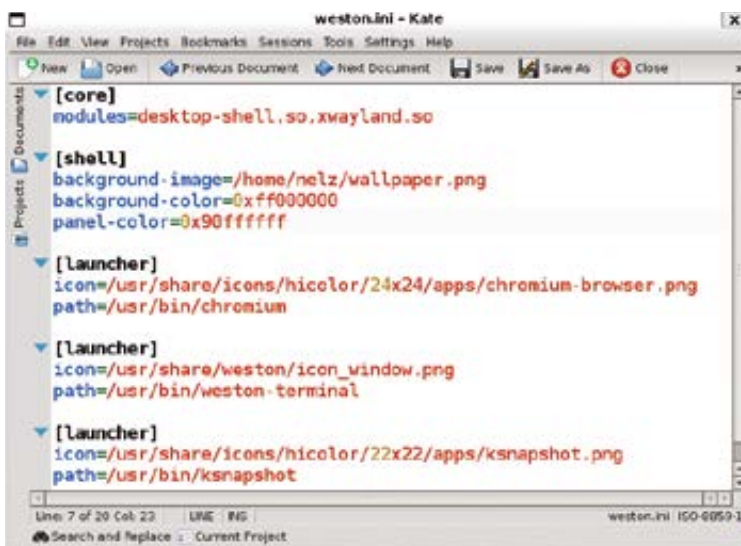 weston.ini – Kate
File Edit View Projects Bookmarks Sessions Tools Settings Help
New Open Previous Document Next Document Save Save As Close
Documents
Projects
[core]
modules=desktop-shell.so,xwayland.so
[shell]
background-image=/home/nelz/wallpaper.png
background-color=0xff000000
panel-color=0x90ffffff
[launcher]
icon=/usr/share/icons/hicolor/24x24/apps/chromium-browser.png
path=/usr/bin/chromium
[launcher]
icon=/usr/share/weston/icon_window.png
path=/usr/bin/weston-terminal
[launcher]
icon=/usr/share/icons/hicolor/22x22/apps/ksnapshot.png
path=/usr/bin/ksnapshot
Line: 7 of 20 Col: 23 LINE INS weston.ini ISO-8859-1
Search and Replace Current Project